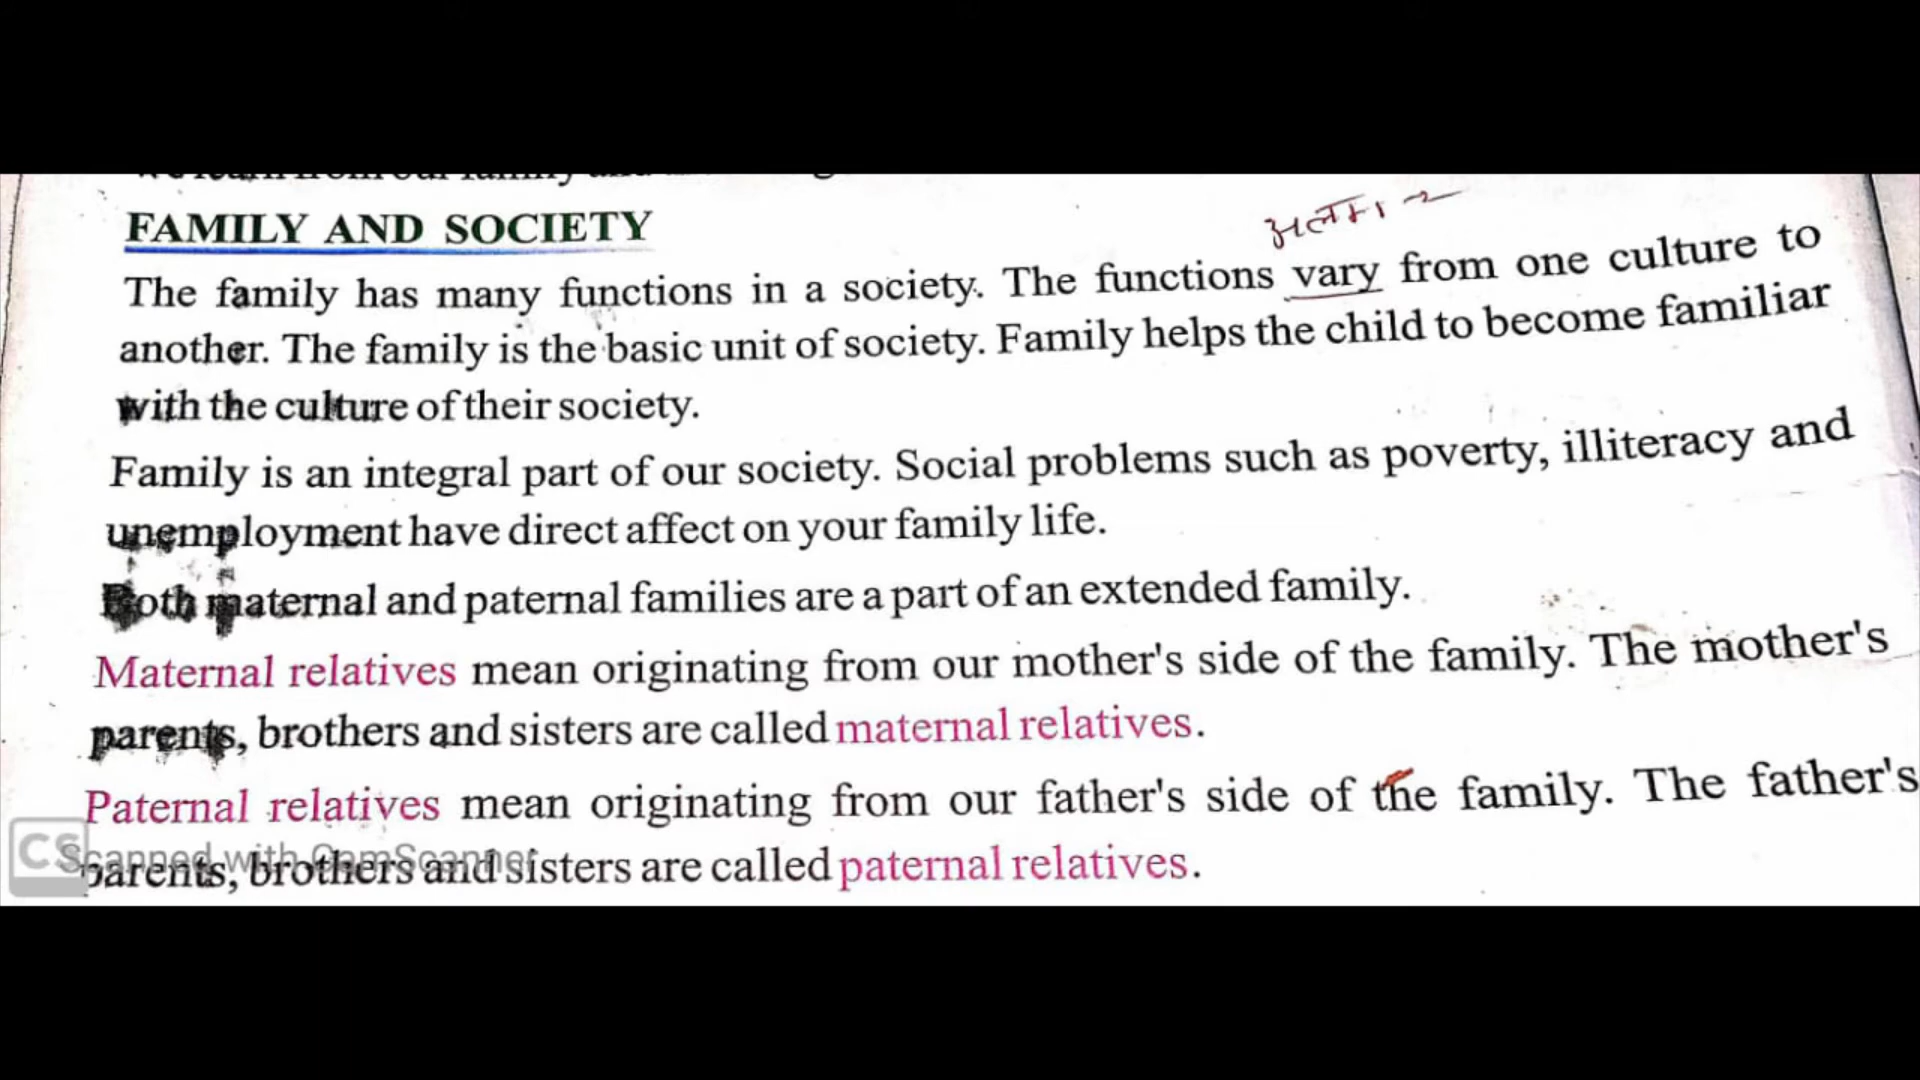 FAMILY AND SOCIETY
The family has many functions in a society. The functions vary from one culture to
another. The family is the basic unit of society. Family helps the child to become familiar
with the culture of their society.
Family is an integral part of our society. Social problems such as poverty, illiteracy and
unemployment have direct affect on your family life.
Both maternal and paternal families are a part of an extended family.
Maternal relatives mean originating from our mother's side of the family. The mother's
parents, brothers and sisters are called maternal relatives.
Paternal relatives mean originating from our father's side of the family. The father's
parents, brothers and sisters are called paternal relatives.
CS Scanned with CamScanner